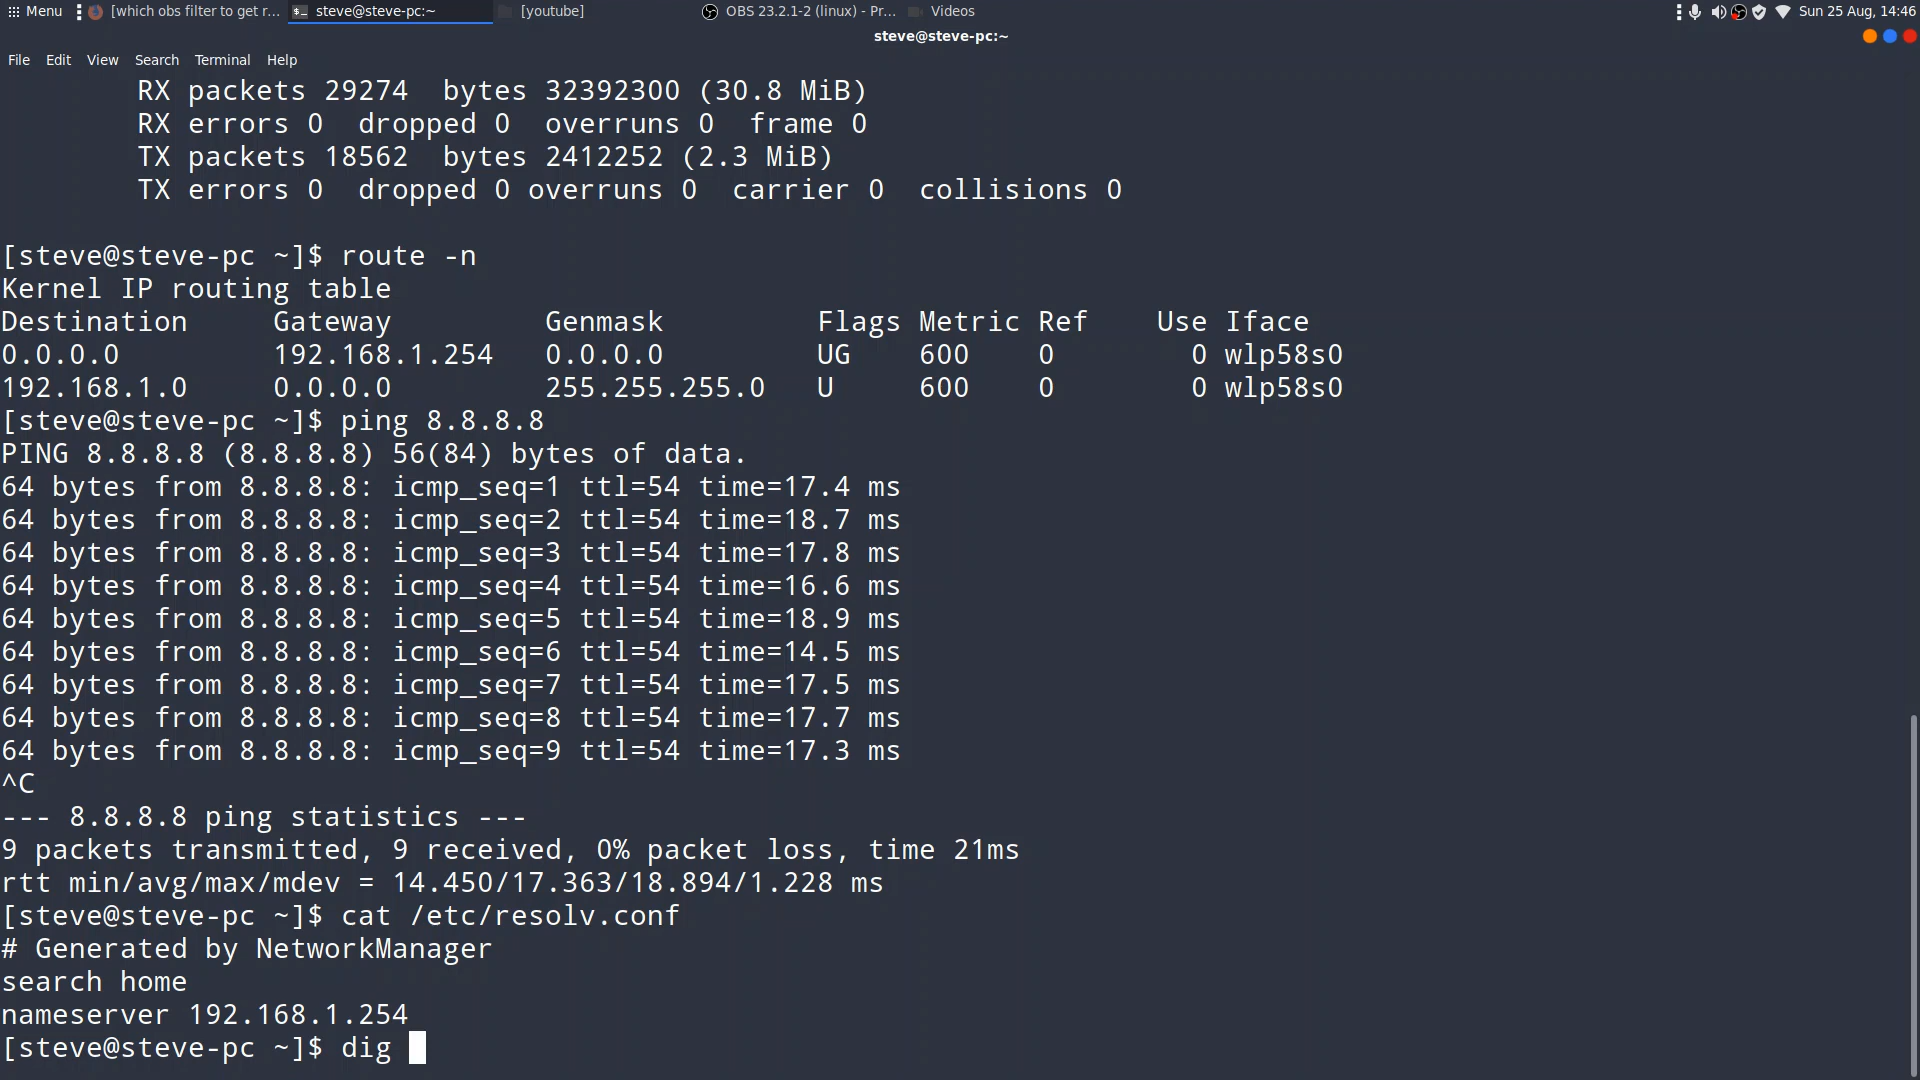 Menu [which obs filter to get r... steve@steve-pc:~ [youtube] OBS 23.2.1-2 (linux) - Pr... Videos Sun 25 Aug, 14:46
steve@steve-pc:~
File Edit View Search Terminal Help
RX packets 29274  bytes 32392300 (30.8 MiB)
RX errors 0  dropped 0  overruns 0  frame 0
TX packets 18562  bytes 2412252 (2.3 MiB)
TX errors 0  dropped 0 overruns 0  carrier 0  collisions 0
[steve@steve-pc ~]$ route -n
Kernel IP routing table
Destination     Gateway         Genmask         Flags Metric Ref    Use Iface
0.0.0.0         192.168.1.254   0.0.0.0         UG    600    0        0 wlp58s0
192.168.1.0     0.0.0.0         255.255.255.0   U     600    0        0 wlp58s0
[steve@steve-pc ~]$ ping 8.8.8.8
PING 8.8.8.8 (8.8.8.8) 56(84) bytes of data.
64 bytes from 8.8.8.8: icmp_seq=1 ttl=54 time=17.4 ms
64 bytes from 8.8.8.8: icmp_seq=2 ttl=54 time=18.7 ms
64 bytes from 8.8.8.8: icmp_seq=3 ttl=54 time=17.8 ms
64 bytes from 8.8.8.8: icmp_seq=4 ttl=54 time=16.6 ms
64 bytes from 8.8.8.8: icmp_seq=5 ttl=54 time=18.9 ms
64 bytes from 8.8.8.8: icmp_seq=6 ttl=54 time=14.5 ms
64 bytes from 8.8.8.8: icmp_seq=7 ttl=54 time=17.5 ms
64 bytes from 8.8.8.8: icmp_seq=8 ttl=54 time=17.7 ms
64 bytes from 8.8.8.8: icmp_seq=9 ttl=54 time=17.3 ms
^C
--- 8.8.8.8 ping statistics ---
9 packets transmitted, 9 received, 0% packet loss, time 21ms
rtt min/avg/max/mdev = 14.450/17.363/18.894/1.228 ms
[steve@steve-pc ~]$ cat /etc/resolv.conf
# Generated by NetworkManager
search home
nameserver 192.168.1.254
[steve@steve-pc ~]$ dig